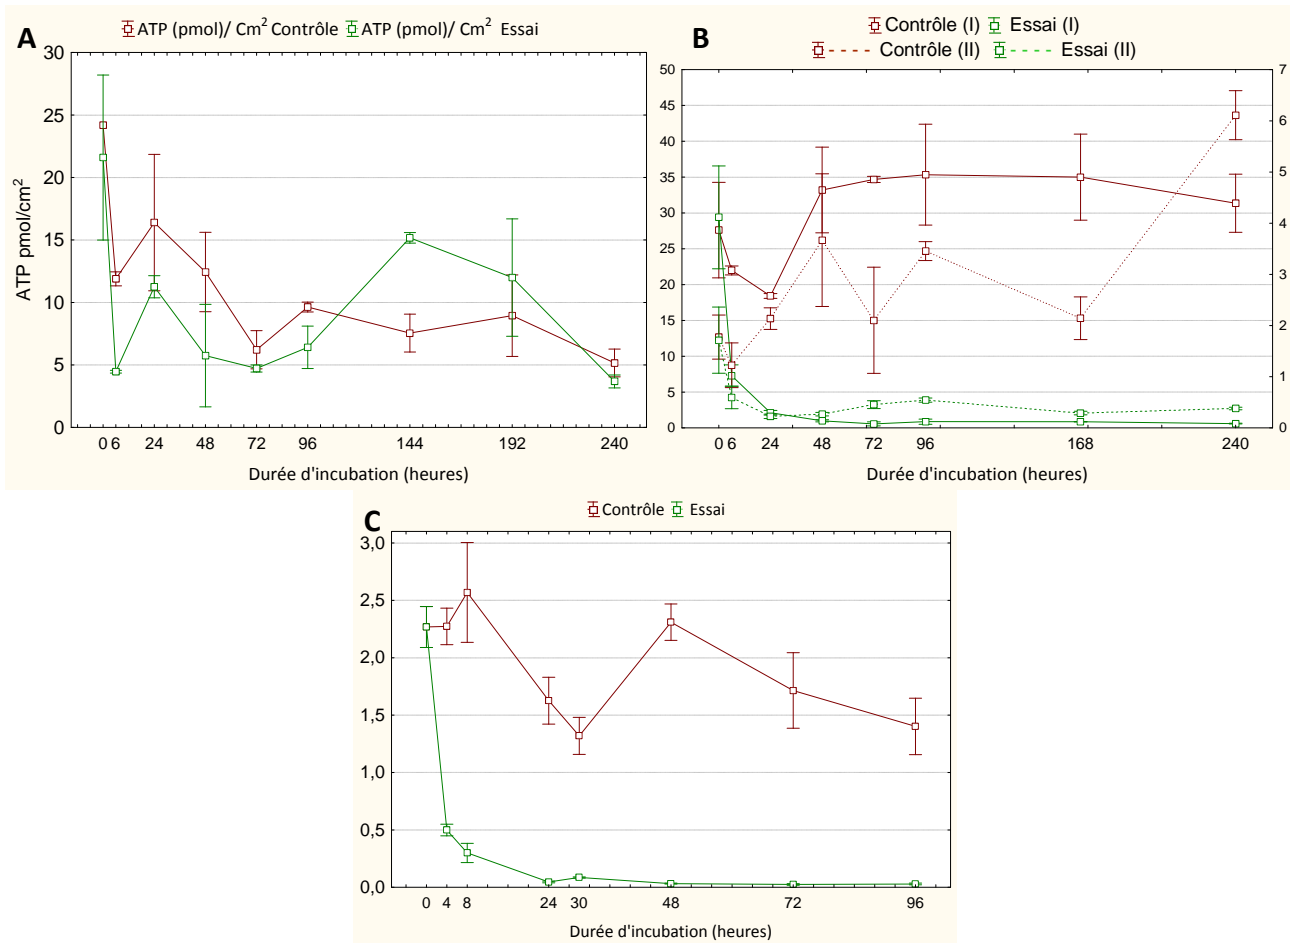 A
ATP (pmol)/ Cm² Contrôle ATP (pmol)/ Cm² Essai
30
25
20
15
10
5
0
ATP pmol/cm²
0 6 24 48 72 96 144 192 240
Durée d'incubation (heures)
B
Contrôle (I) Essai (I)
Contrôle (II) Essai (II)
50
45
40
35
30
25
20
15
10
5
0
7
6
5
4
3
2
1
0
0 6 24 48 72 96 168 240
Durée d'incubation (heures)
C
Contrôle Essai
3,0
2,5
2,0
1,5
1,0
0,5
0,0
0 4 8 24 30 48 72 96
Durée d'incubation (heures)